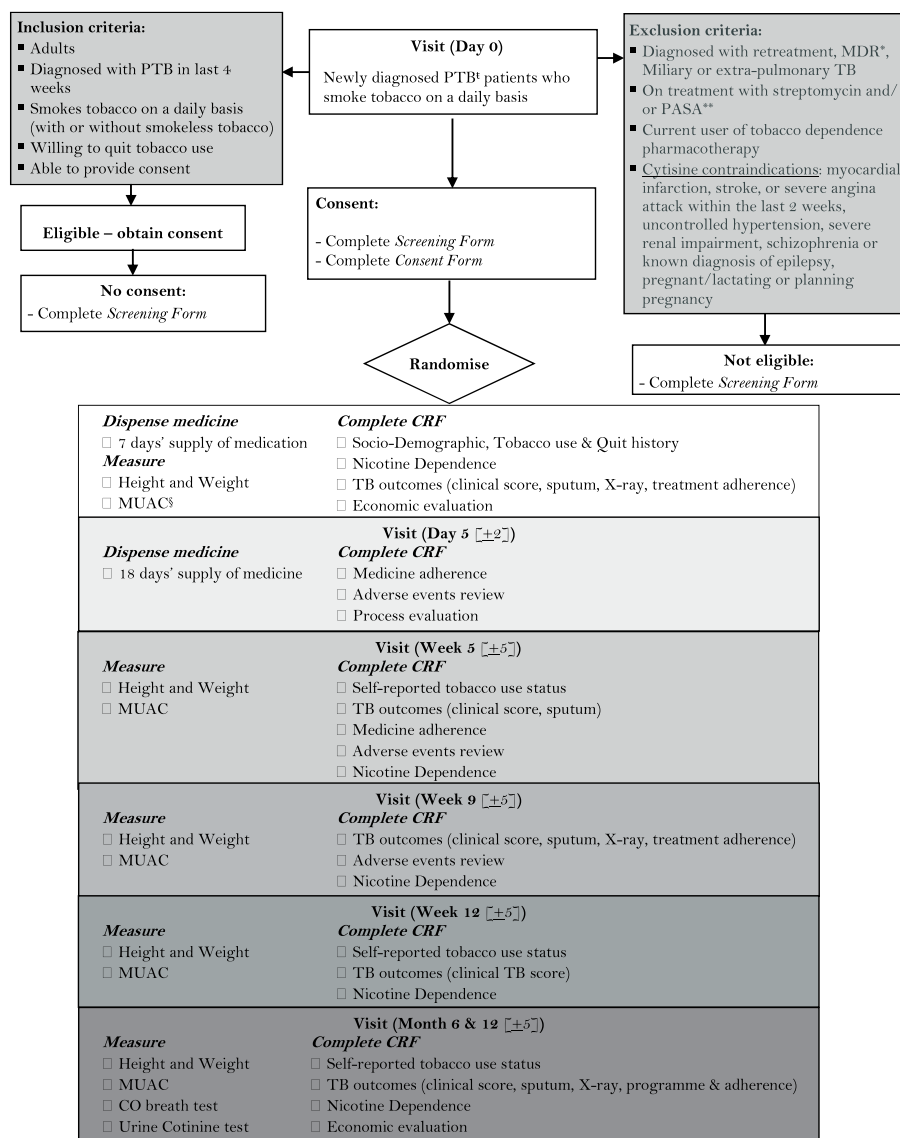 Inclusion criteria:
▪ Adults
▪ Diagnosed with PTB in last 4
weeks
▪ Smokes tobacco on a daily basis
(with or without smokeless tobacco)
▪ Willing to quit tobacco use
▪ Able to provide consent
Eligible – obtain consent
No consent:
- Complete Screening Form
Visit (Day 0)
Newly diagnosed PTBŧ patients who
smoke tobacco on a daily basis
Consent:
- Complete Screening Form
- Complete Consent Form
Randomise
Exclusion criteria:
▪ Diagnosed with retreatment, MDR*,
Miliary or extra-pulmonary TB
▪ On treatment with streptomycin and/
or PASA**
▪ Current user of tobacco dependence
pharmacotherapy
▪ Cytisine contraindications: myocardial
infarction, stroke, or severe angina
attack within the last 2 weeks,
uncontrolled hypertension, severe
renal impairment, schizophrenia or
known diagnosis of epilepsy,
pregnant/lactating or planning
pregnancy
Not eligible:
- Complete Screening Form
Dispense medicine
□ 7 days’ supply of medication
Measure
□ Height and Weight
□ MUAC§
Complete CRF
□ Socio-Demographic, Tobacco use & Quit history
□ Nicotine Dependence
□ TB outcomes (clinical score, sputum, X-ray, treatment adherence)
□ Economic evaluation
Visit (Day 5 [+2])
Dispense medicine
□ 18 days’ supply of medicine
Complete CRF
□ Medicine adherence
□ Adverse events review
□ Process evaluation
Visit (Week 5 [+5])
Measure
□ Height and Weight
□ MUAC
Complete CRF
□ Self-reported tobacco use status
□ TB outcomes (clinical score, sputum)
□ Medicine adherence
□ Adverse events review
□ Nicotine Dependence
Visit (Week 9 [+5])
Measure
□ Height and Weight
□ MUAC
Complete CRF
□ TB outcomes (clinical score, sputum, X-ray, treatment adherence)
□ Adverse events review
□ Nicotine Dependence
Visit (Week 12 [+5])
Measure
□ Height and Weight
□ MUAC
Complete CRF
□ Self-reported tobacco use status
□ TB outcomes (clinical TB score)
□ Nicotine Dependence
Visit (Month 6 & 12 [+5])
Measure
□ Height and Weight
□ MUAC
□ CO breath test
□ Urine Cotinine test
Complete CRF
□ Self-reported tobacco use status
□ TB outcomes (clinical score, sputum, X-ray, programme & adherence)
□ Nicotine Dependence
□ Economic evaluation